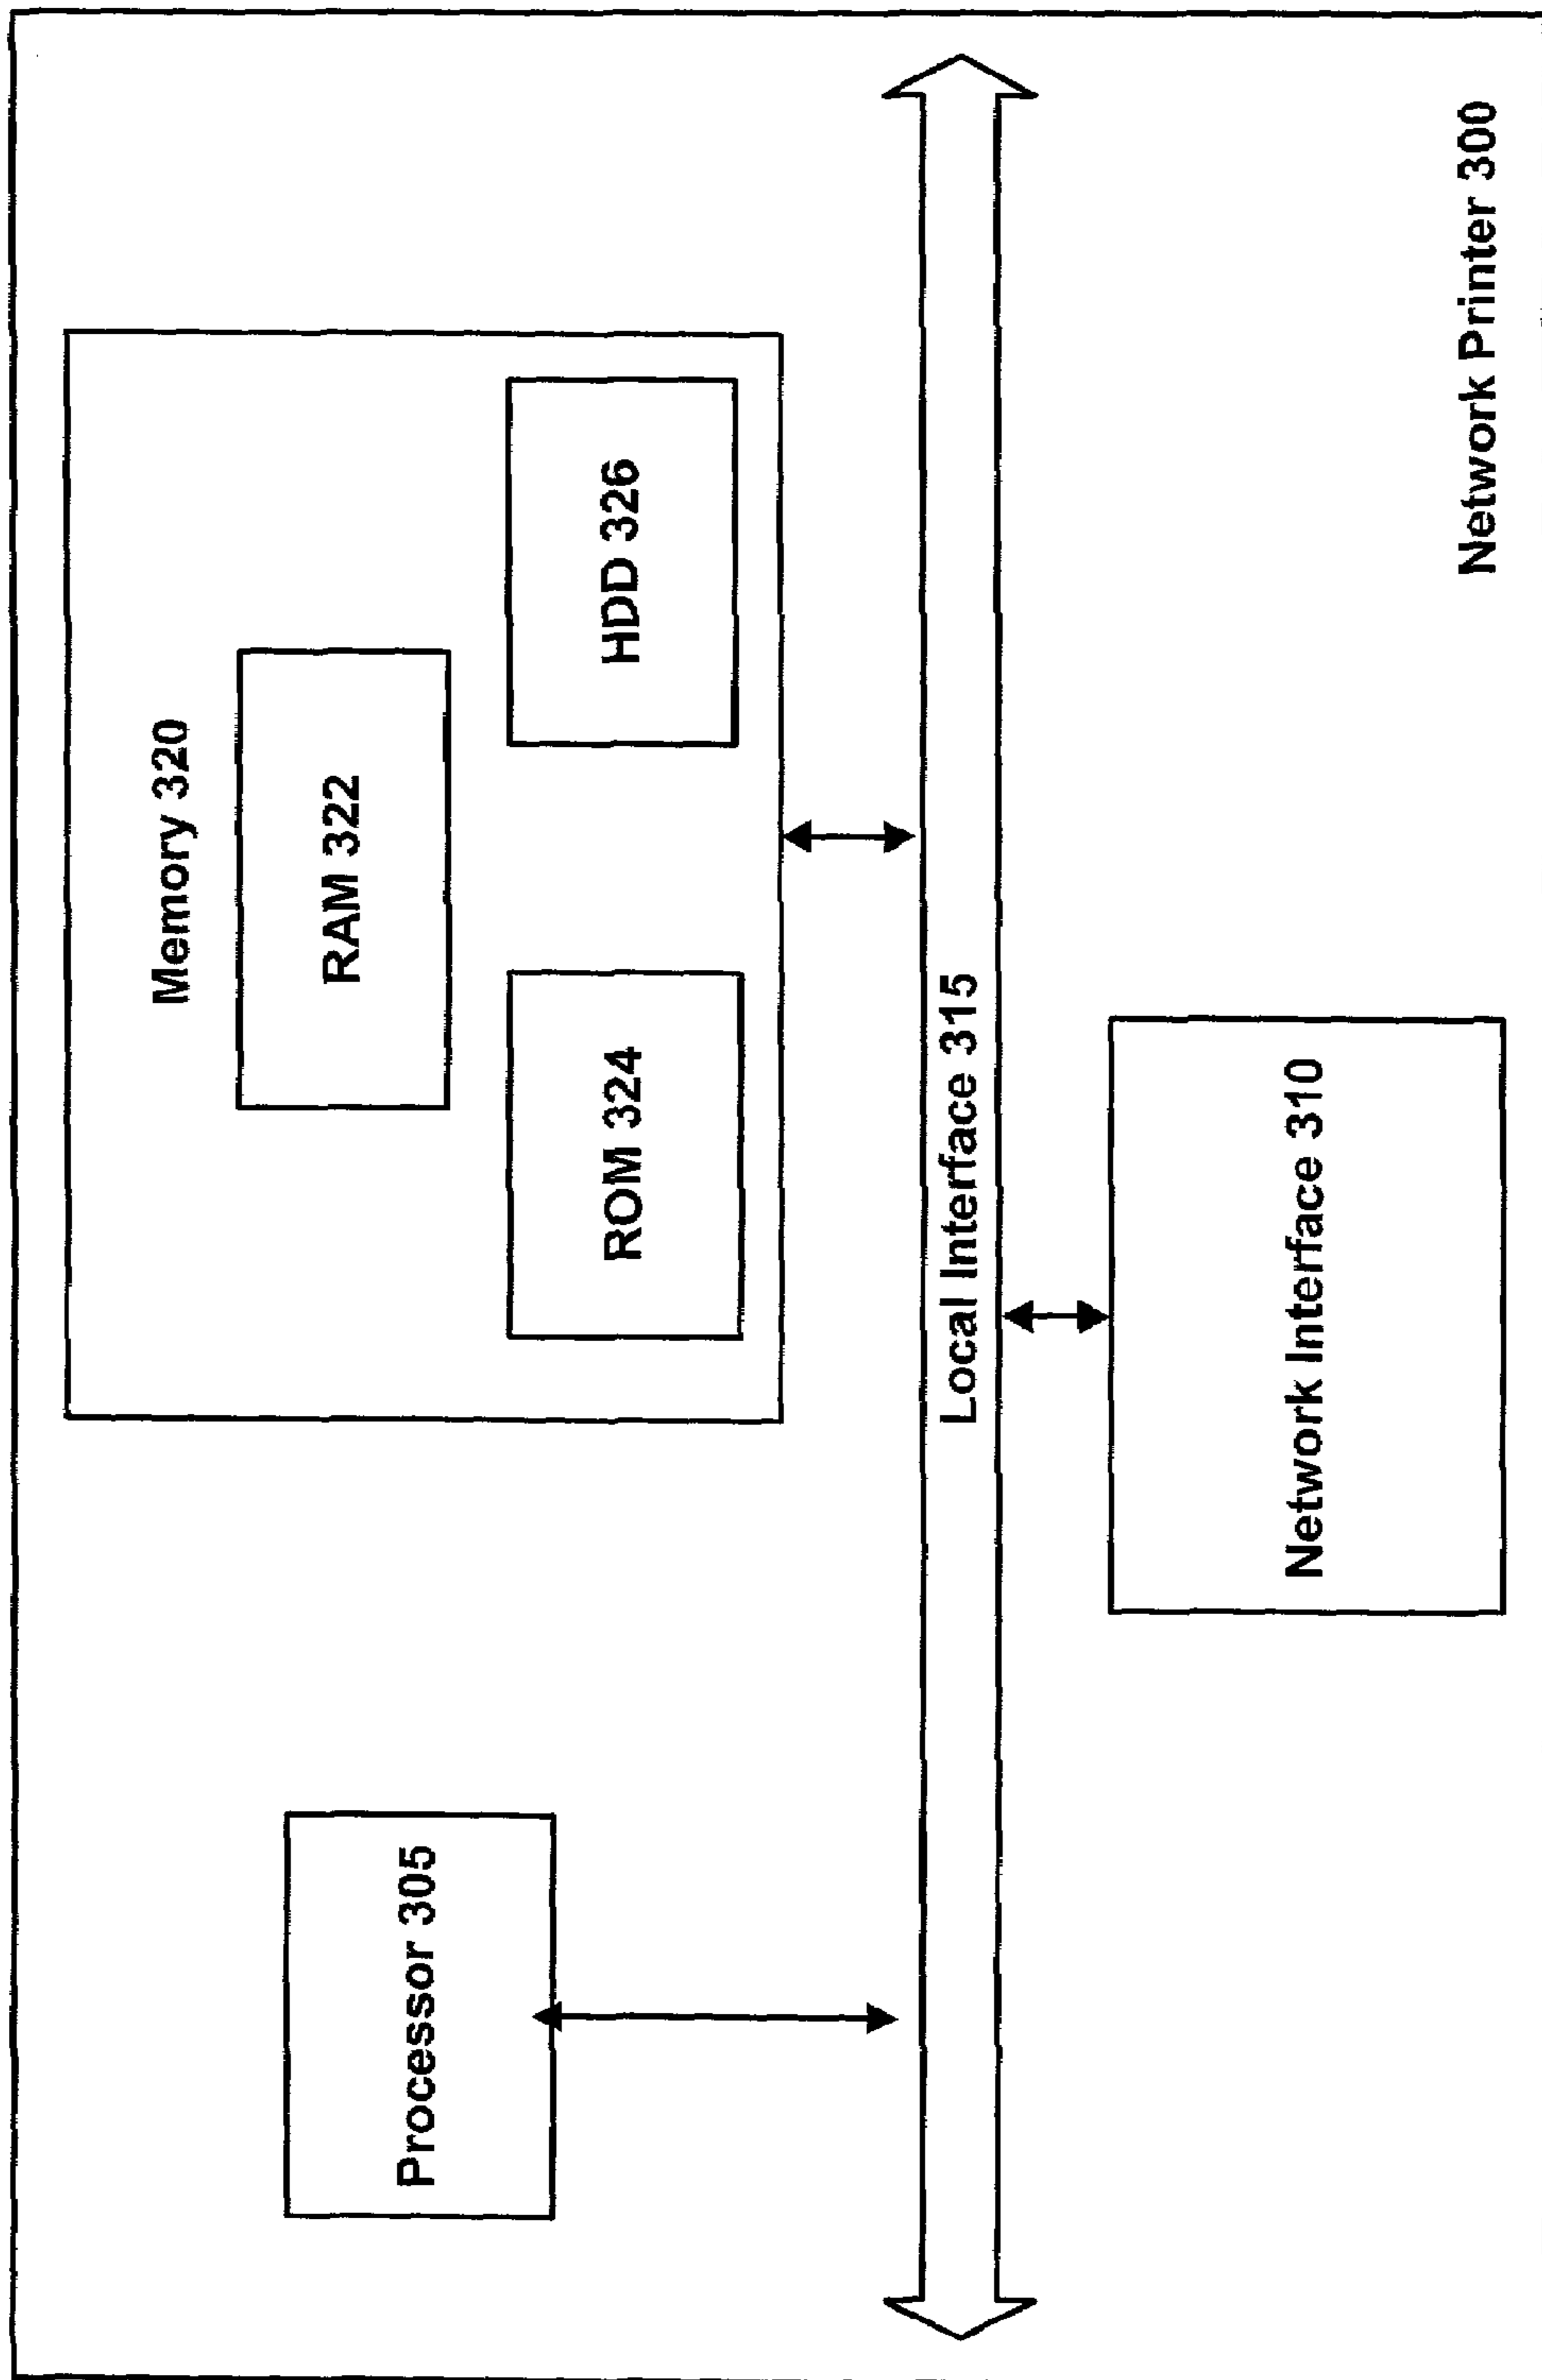 Memory 320
RAM 322
Processor 305
ROM 324
HDD 326
Local Interface 315
Network Interface 310
Network Printer 300